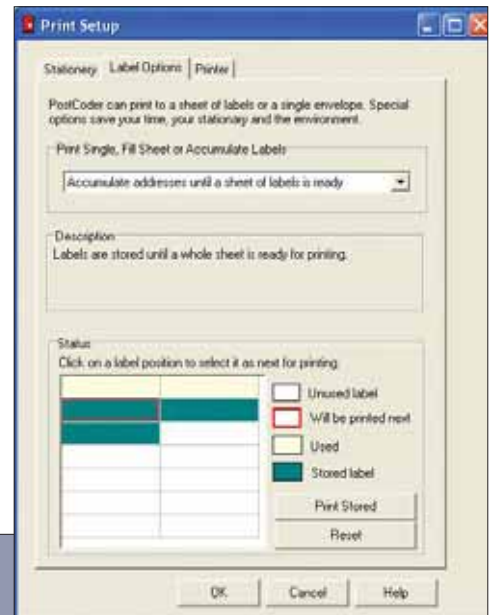 Print Setup
Stationery Label Options Printer
PostCoder can print to a sheet of labels or a single envelope. Special
options save your time, your stationary and the environment.
Print Single, Fill Sheet or Accumulate Labels
Accumulate addresses until a sheet of labels is ready
Description
Labels are stored until a whole sheet is ready for printing.
Status
Click on a label position to select it as next for printing.
Unused label
Will be printed next
Used
Stored label
Print Stored
Reset
OK Cancel Help